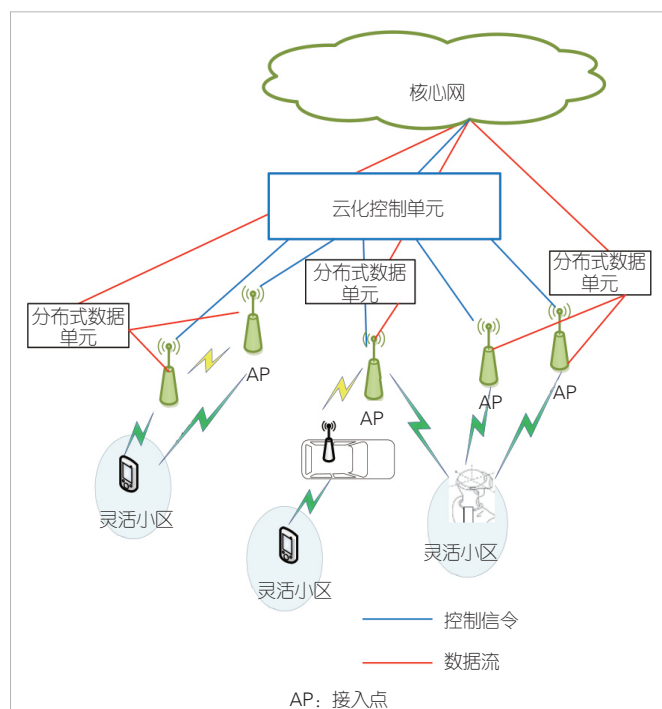 核心网
云化控制单元
分布式数据
单元
分布式数据
单元
分布式数据
单元
AP
AP
AP
AP
灵活小区
灵活小区
灵活小区
控制信令
数据流
AP：接入点